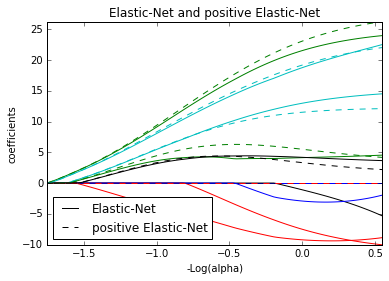 Elastic-Net and positive Elastic-Net
25
20
15
10
5
0
−5
−10
coefficients
Elastic-Net
positive Elastic-Net
−1.5 −1.0 −0.5 0.0 0.5
-Log(alpha)